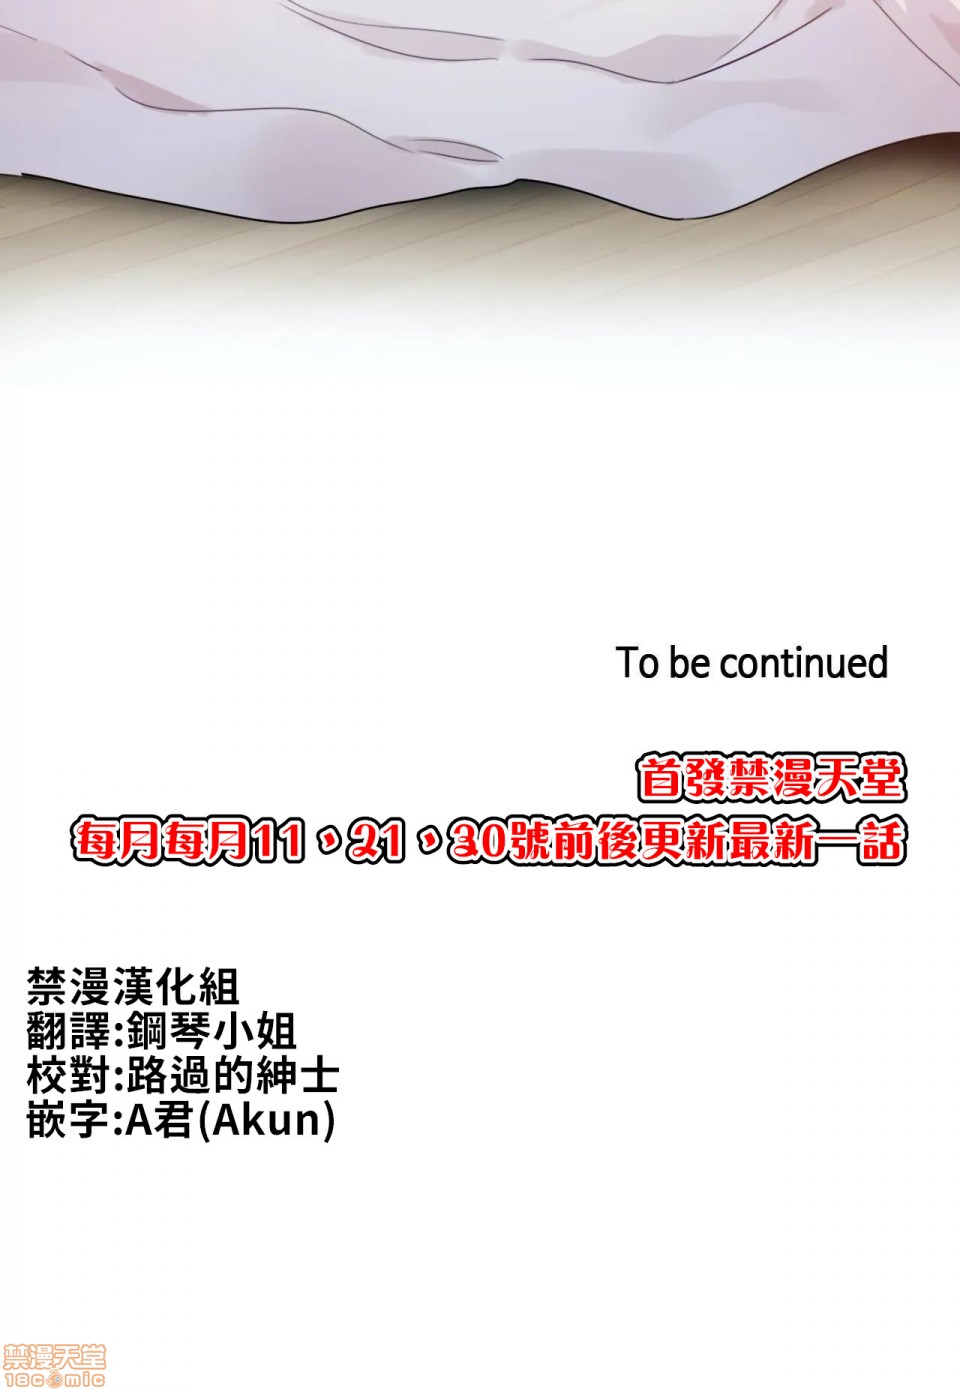 To be continued
首發禁漫天堂
每月每月11，21，30號前後更新最新一話
禁漫漢化組
翻譯:鋼琴小姐
校對:路過的紳士
嵌字:A君(Akun)
禁漫天堂
18comic